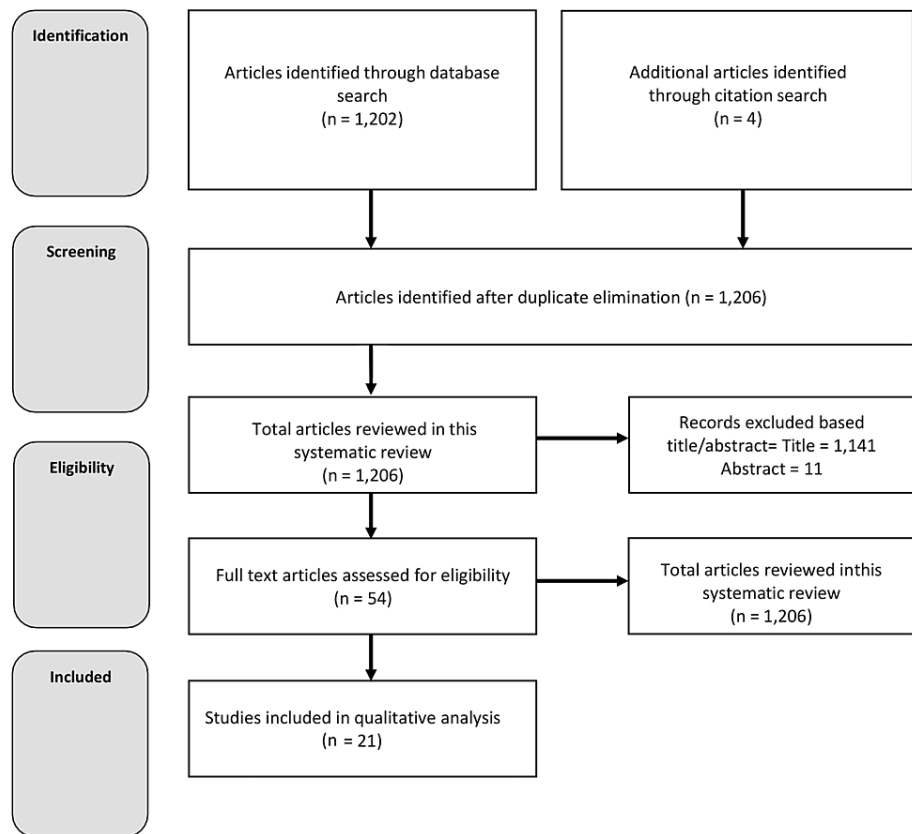 Identification
Articles identified through database
search
(n = 1,202)
Additional articles identified
through citation search
(n = 4)
Screening
Articles identified after duplicate elimination (n = 1,206)
Total articles reviewed in this
systematic review
(n = 1,206)
Records excluded based
title/abstract= Title = 1,141
Abstract = 11
Eligibility
Full text articles assessed for eligibility
(n = 54)
Total articles reviewed inthis
systematic review
(n = 1,206)
Included
Studies included in qualitative analysis
(n = 21)